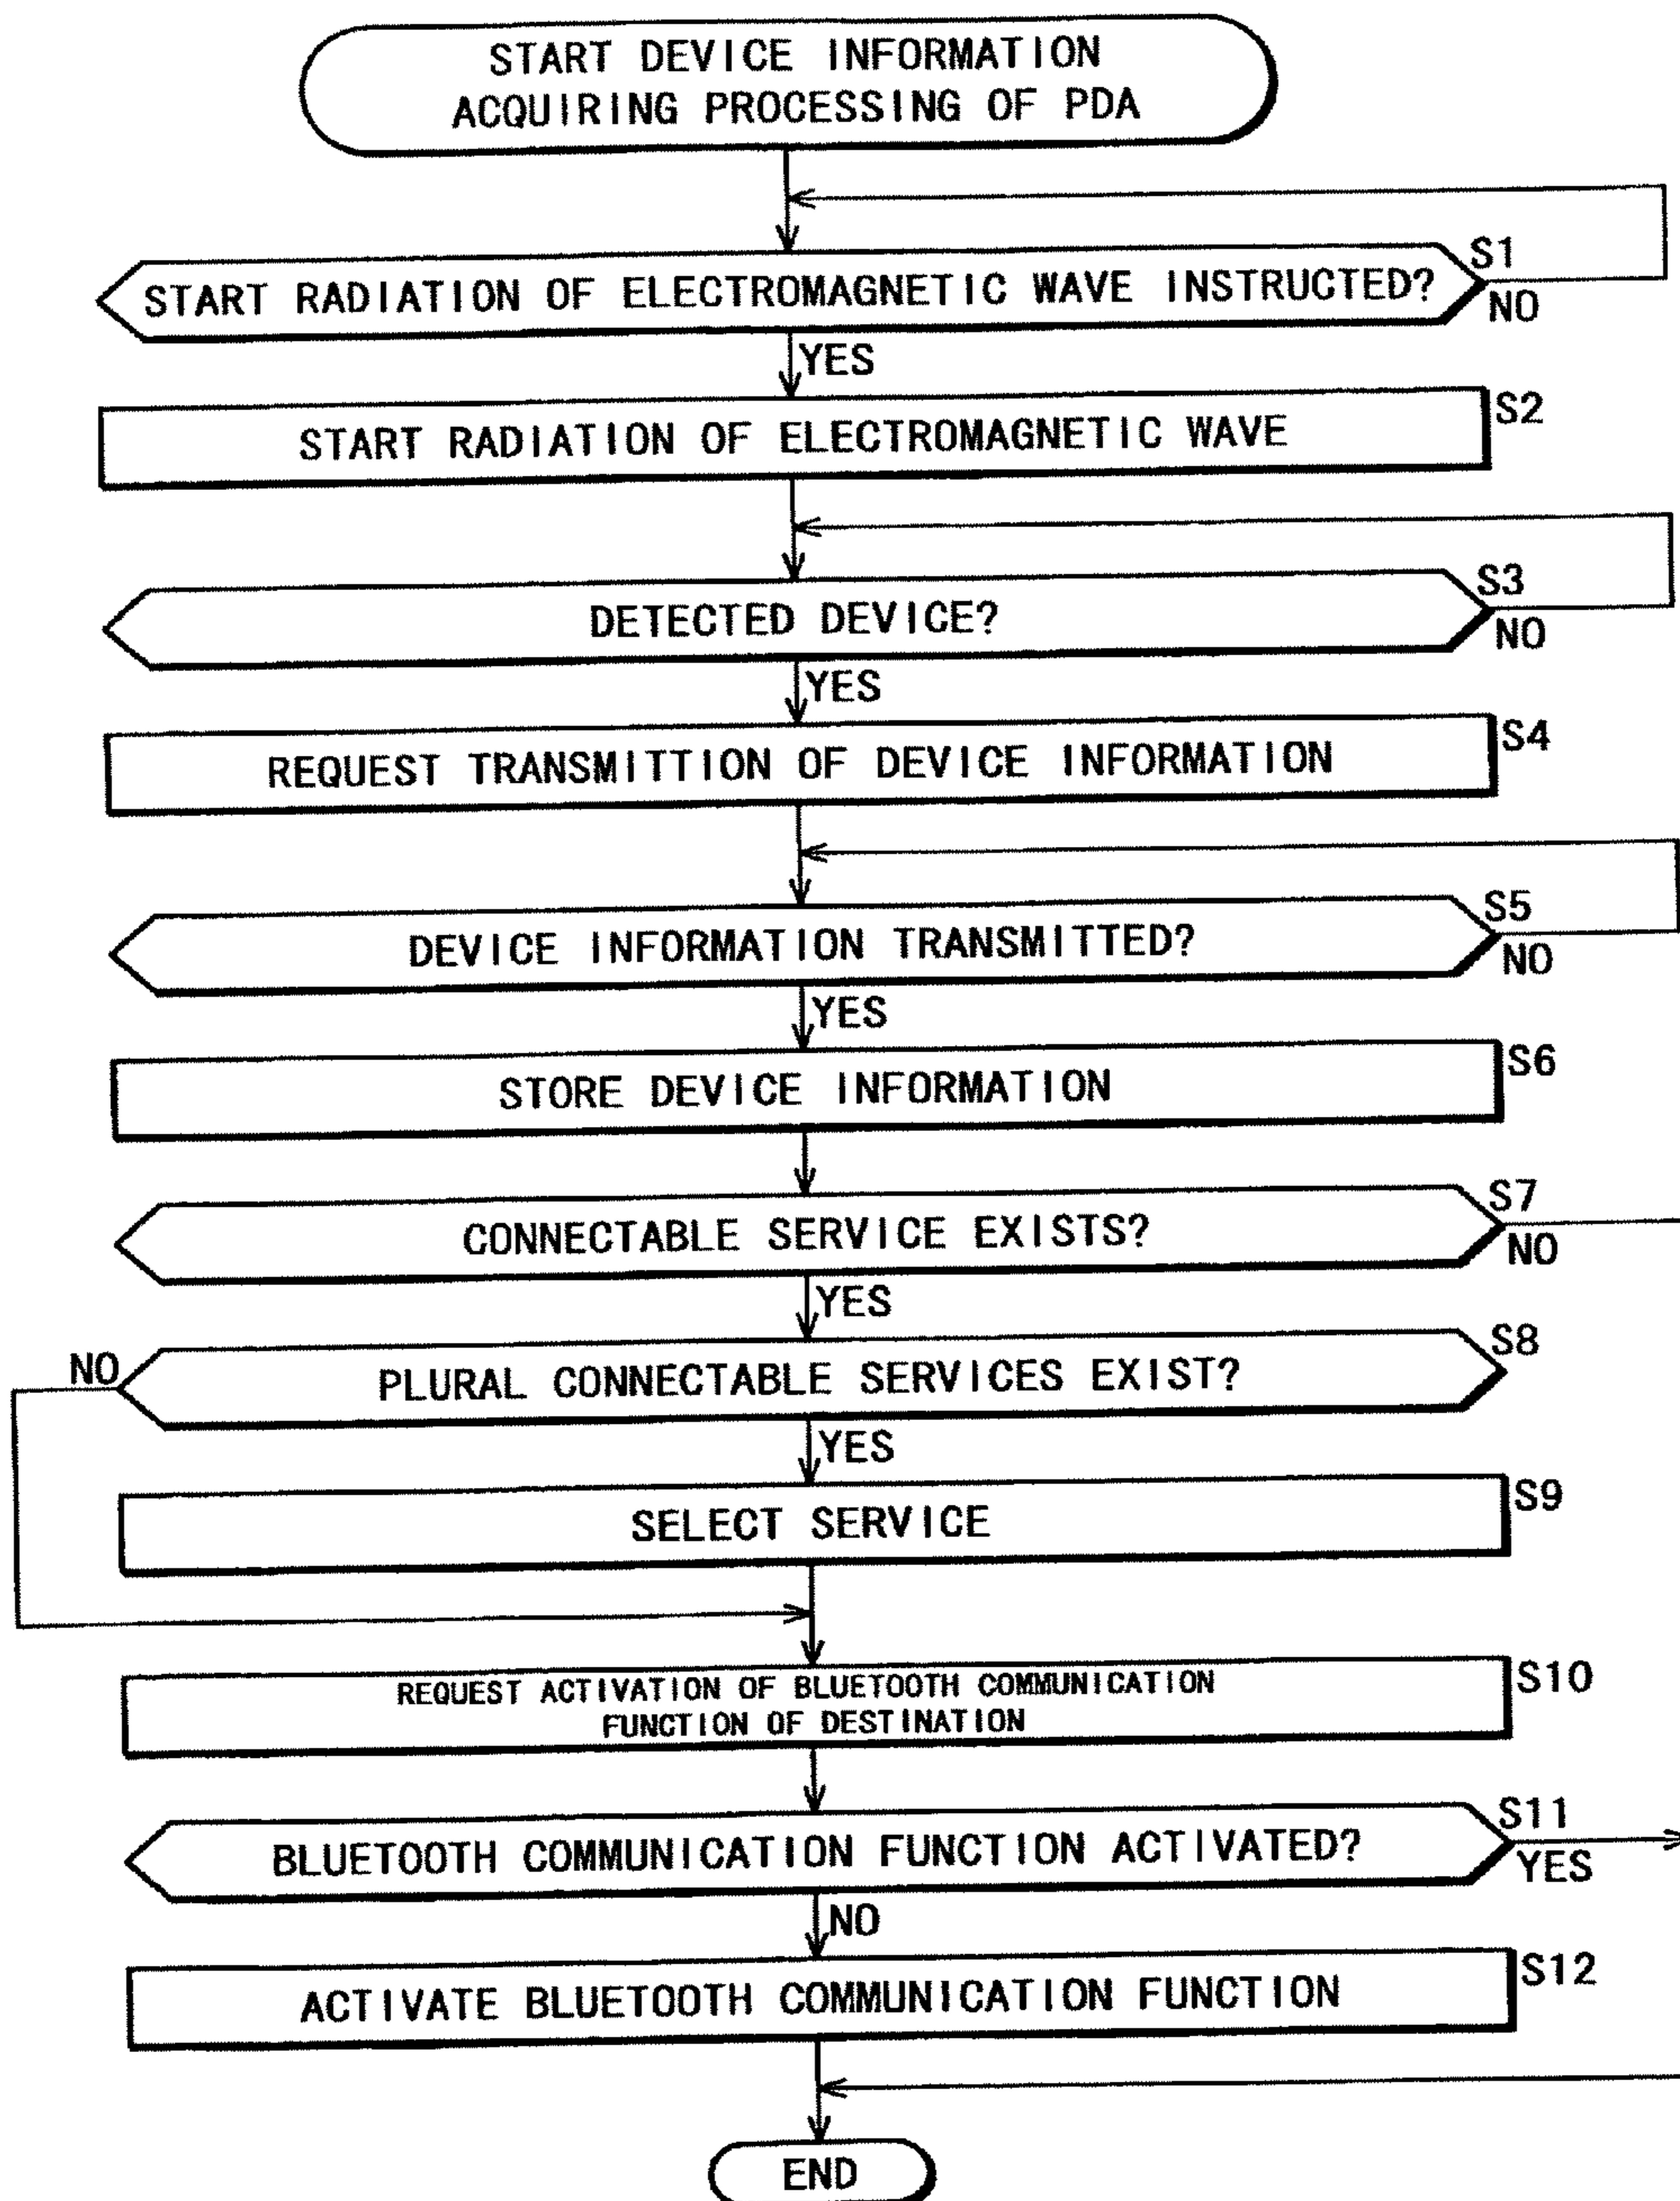 START DEVICE INFORMATION
ACQUIRING PROCESSING OF PDA
START RADIATION OF ELECTROMAGNETIC WAVE INSTRUCTED?
S1
NO
YES
START RADIATION OF ELECTROMAGNETIC WAVE
S2
DETECTED DEVICE?
S3
NO
YES
REQUEST TRANSMITTION OF DEVICE INFORMATION
S4
DEVICE INFORMATION TRANSMITTED?
S5
NO
YES
STORE DEVICE INFORMATION
S6
CONNECTABLE SERVICE EXISTS?
S7
NO
YES
NO
PLURAL CONNECTABLE SERVICES EXIST?
S8
YES
SELECT SERVICE
S9
REQUEST ACTIVATION OF BLUETOOTH COMMUNICATION
FUNCTION OF DESTINATION
S10
BLUETOOTH COMMUNICATION FUNCTION ACTIVATED?
S11
YES
NO
ACTIVATE BLUETOOTH COMMUNICATION FUNCTION
S12
END